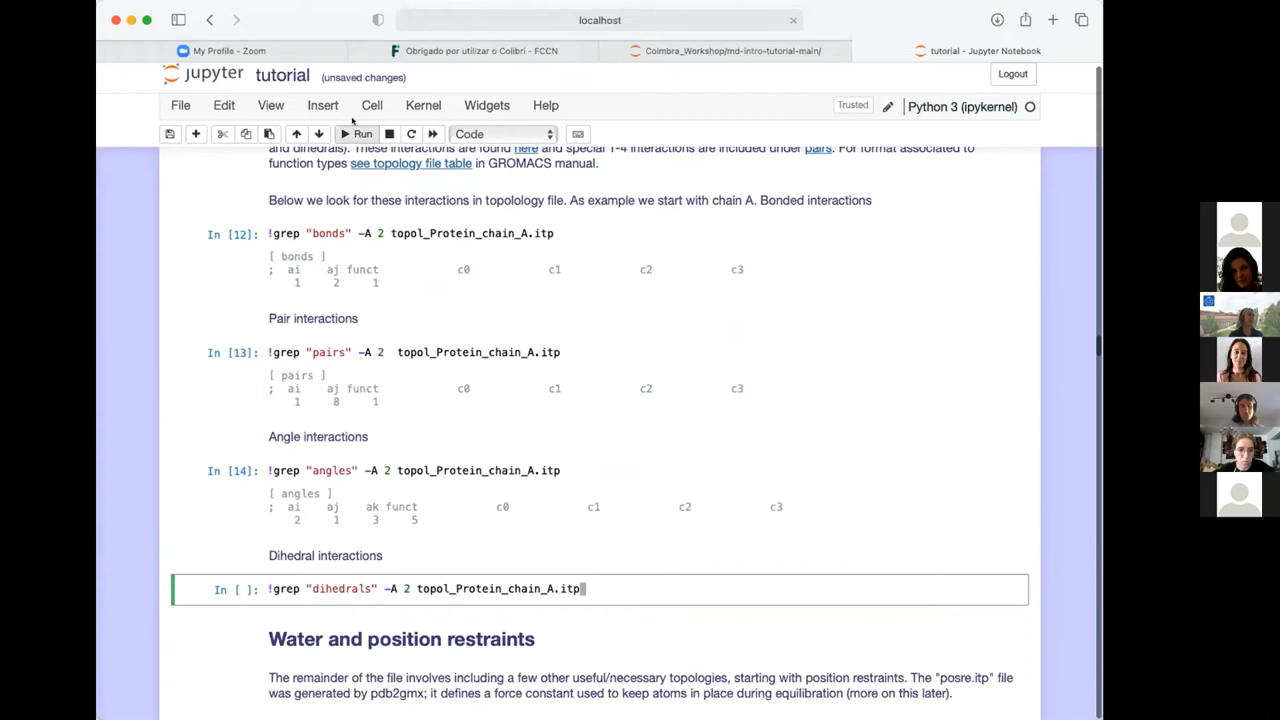 localhost
My Profile - Zoom
Obrigado por utilizar o Colibri - FCCN
Coimbra_Workshop/md-intro-tutorial-main/
tutorial - Jupyter Notebook
jupyter tutorial (unsaved changes)
Logout
File Edit View Insert Cell Kernel Widgets Help
Trusted
Python 3 (ipykernel)
Run
Code
and dihedrals). These interactions are found here and special 1-4 interactions are included under pairs. For format associated to
function types see topology file table in GROMACS manual.
Below we look for these interactions in topolology file. As example we start with chain A. Bonded interactions
In [12]: !grep "bonds" -A 2 topol_Protein_chain_A.itp
[ bonds ]
; ai aj funct c0 c1 c2 c3
1 2 1
Pair interactions
In [13]: !grep "pairs" -A 2 topol_Protein_chain_A.itp
[ pairs ]
; ai aj funct c0 c1 c2 c3
1 8 1
Angle interactions
In [14]: !grep "angles" -A 2 topol_Protein_chain_A.itp
[ angles ]
; ai aj ak funct c0 c1 c2 c3
2 1 3 5
Dihedral interactions
In [ ]: !grep "dihedrals" -A 2 topol_Protein_chain_A.itp
Water and position restraints
The remainder of the file involves including a few other useful/necessary topologies, starting with position restraints. The "posre.itp" file
was generated by pdb2gmx; it defines a force constant used to keep atoms in place during equilibration (more on this later).